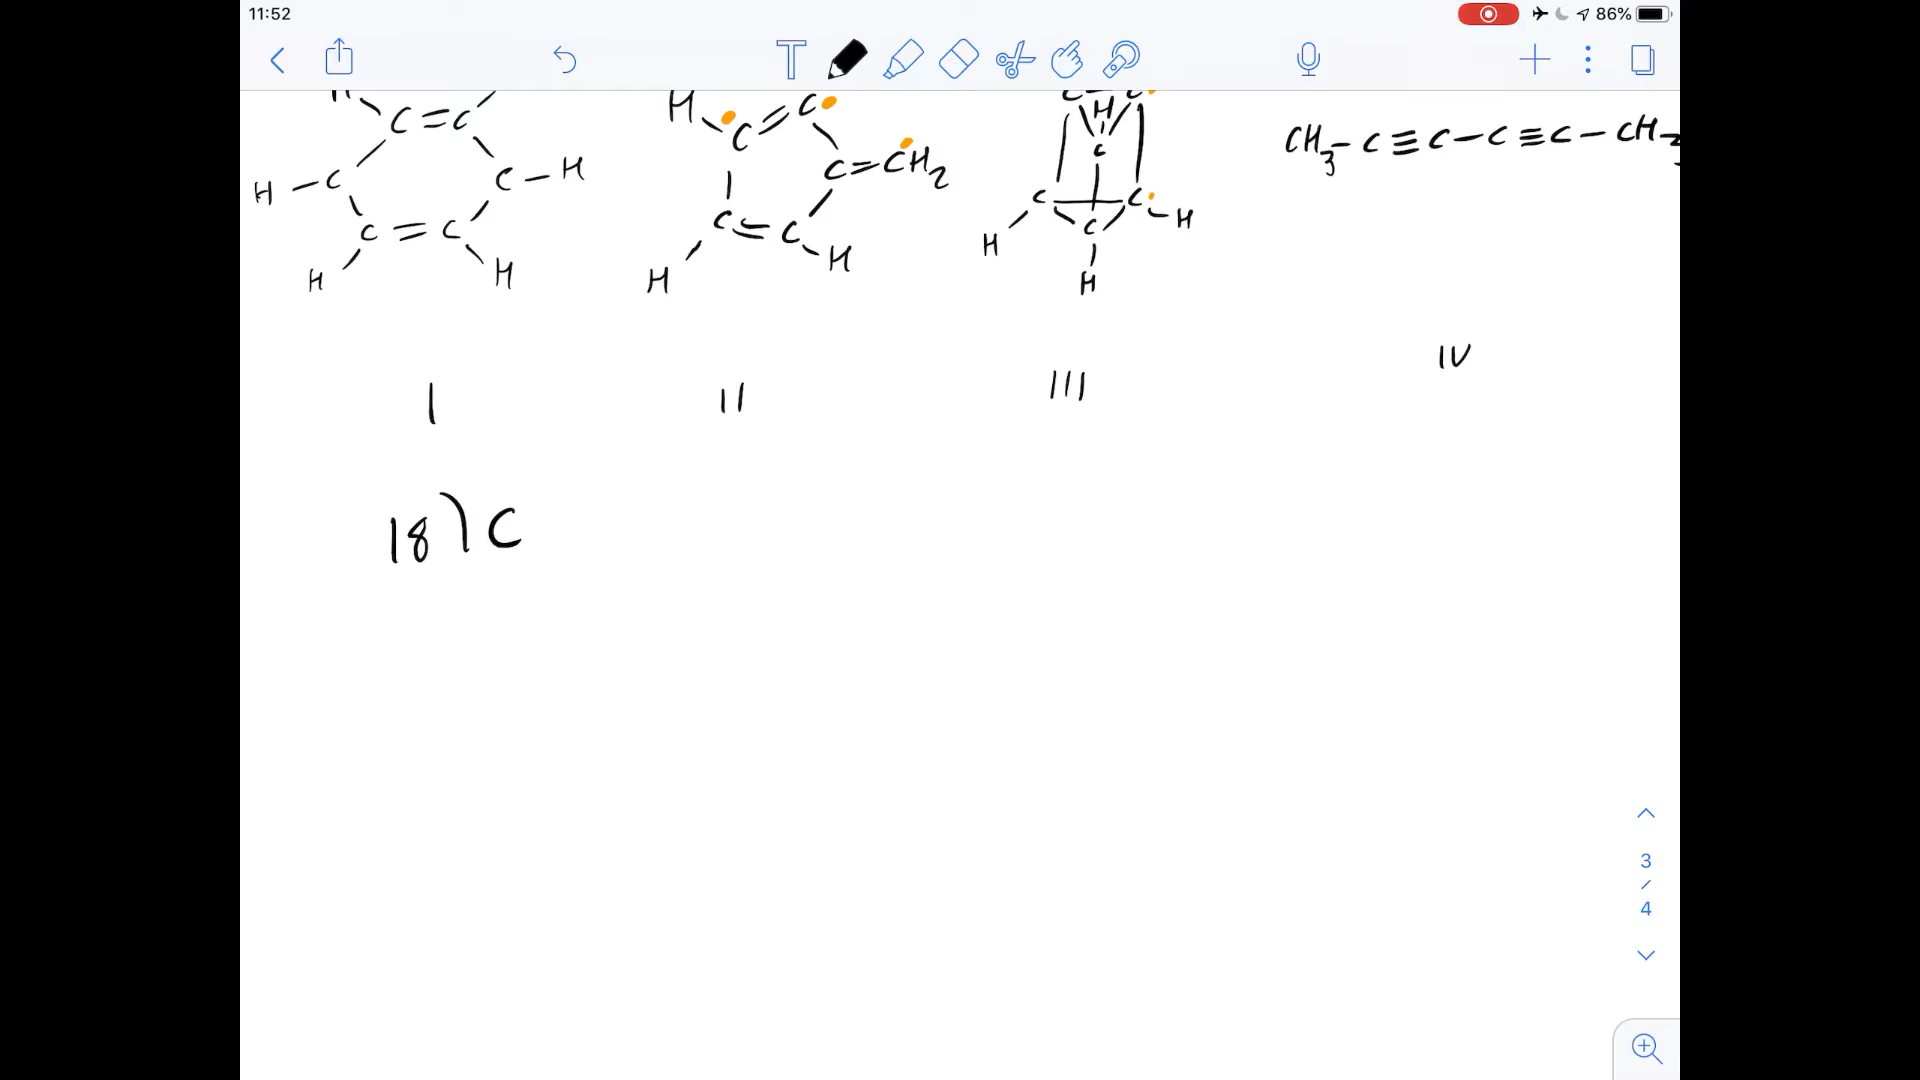 11:52
86%
T
H C=C
H C=C
C-C
H
H-C C-H
C=CH2
C
CH3-C≡C-C≡C-CH3
C=C
C=C
C C
C
H H
H H
H H
H
I II III IV
18) C
3
/
4